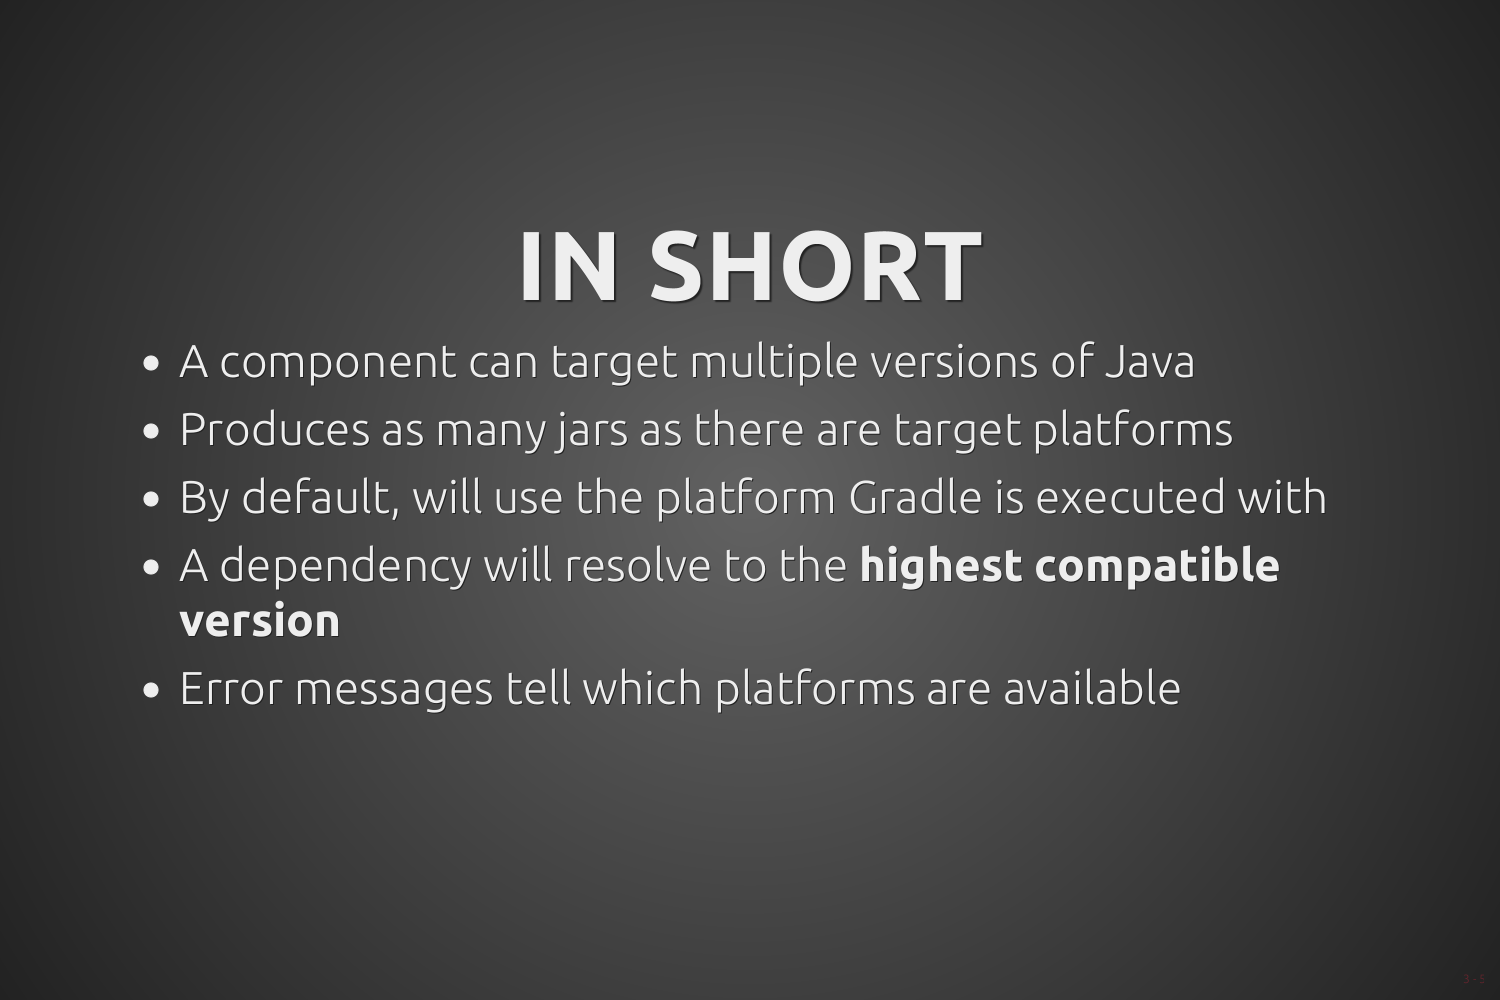 IN SHORT
• A component can target multiple versions of Java
• Produces as many jars as there are target platforms
• By default, will use the platform Gradle is executed with
• A dependency will resolve to the highest compatible
version
• Error messages tell which platforms are available
3 - 5